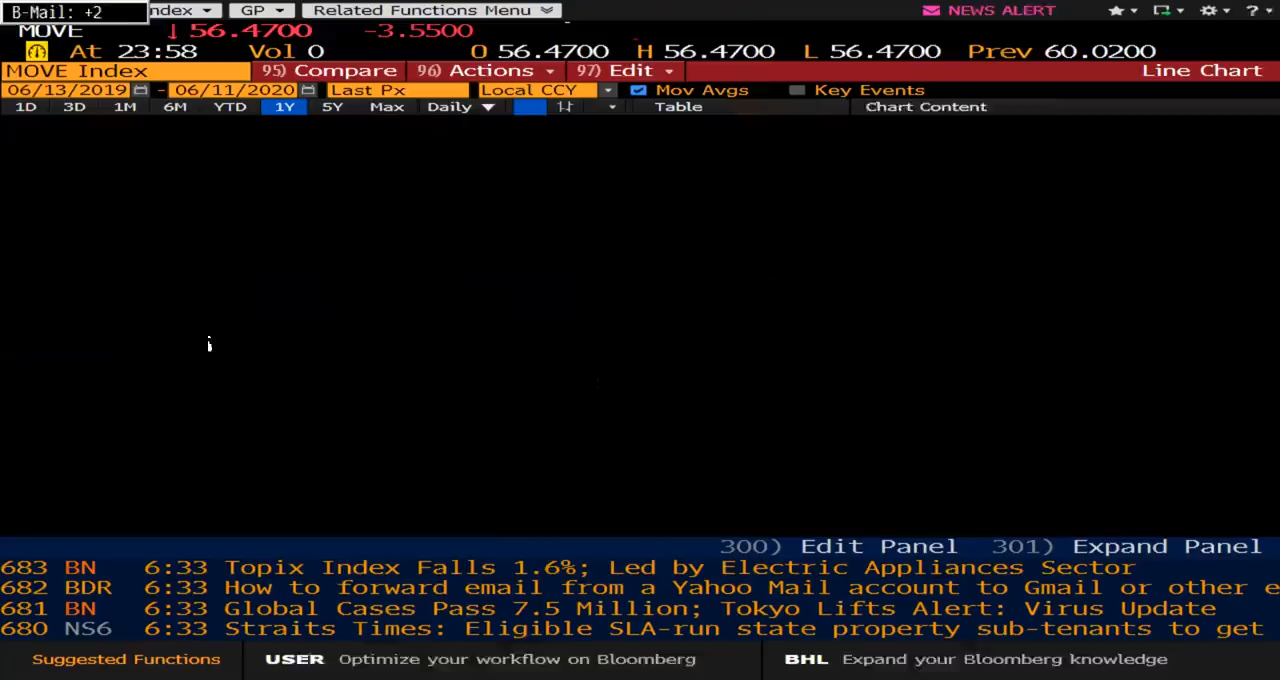 B-Mail: +2 ndex GP Related Functions Menu NEWS ALERT ?
MOVE ↓ 56.4700 -3.5500
At 23:58 Vol 0 O 56.4700 H 56.4700 L 56.4700 Prev 60.0200
MOVE Index 95) Compare 96) Actions 97) Edit Line Chart
06/13/2019 - 06/11/2020 Last Px Local CCY Mov Avgs Key Events
1D 3D 1M 6M YTD 1Y 5Y Max Daily Table Chart Content
300) Edit Panel 301) Expand Panel
683 BN 6:33 Topix Index Falls 1.6%; Led by Electric Appliances Sector
682 BDR 6:33 How to forward email from a Yahoo Mail account to Gmail or other e
681 BN 6:33 Global Cases Pass 7.5 Million; Tokyo Lifts Alert: Virus Update
680 NS6 6:33 Straits Times: Eligible SLA-run state property sub-tenants to get
Suggested Functions USER Optimize your workflow on Bloomberg BHL Expand your Bloomberg knowledge